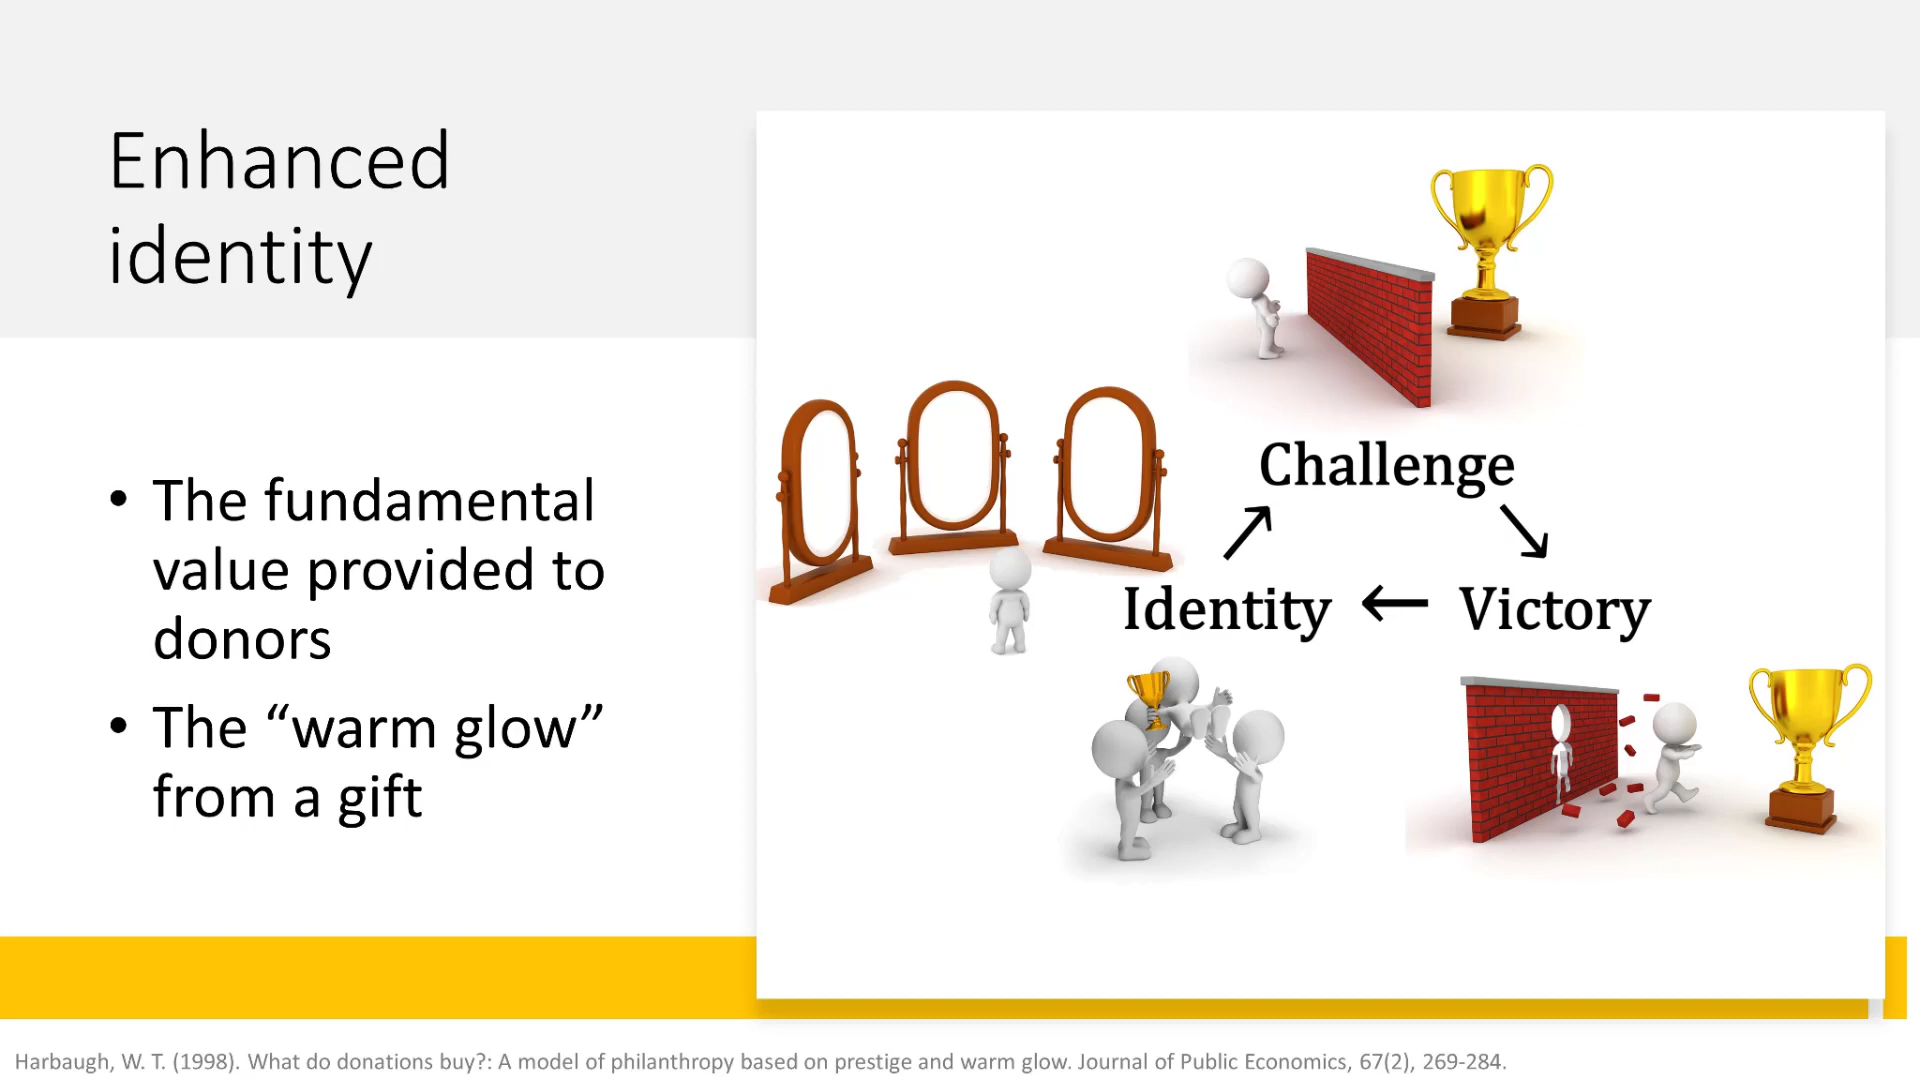 Enhanced
identity
• The fundamental
value provided to
donors
• The “warm glow”
from a gift
Challenge
Identity ← Victory
Harbaugh, W. T. (1998). What do donations buy?: A model of philanthropy based on prestige and warm glow. Journal of Public Economics, 67(2), 269-284.